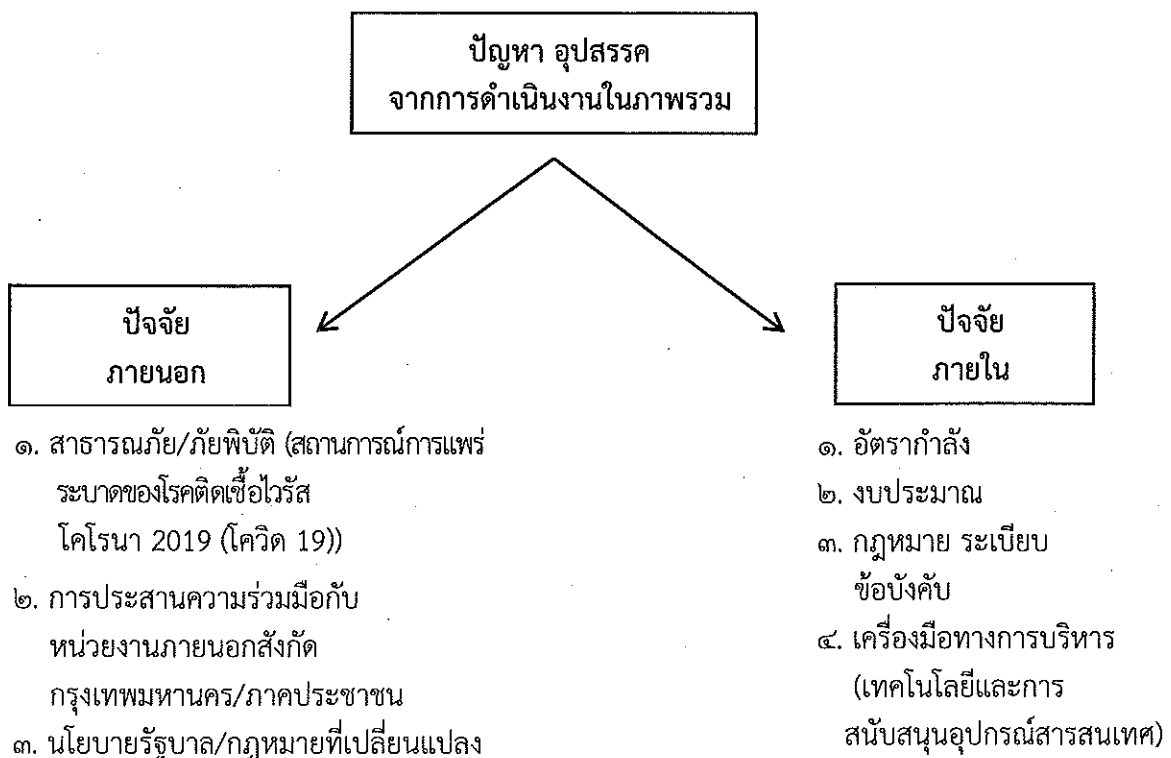 ปัญหา อุปสรรค
จากการดำเนินงานในภาพรวม
ปัจจัย
ภายนอก
๑. สาธารณภัย/ภัยพิบัติ (สถานการณ์การแพร่
ระบาดของโรคติดเชื้อไวรัส
โคโรนา 2019 (โควิด 19))
๒. การประสานความร่วมมือกับ
หน่วยงานภายนอกสังกัด
กรุงเทพมหานคร/ภาคประชาชน
๓. นโยบายรัฐบาล/กฎหมายที่เปลี่ยนแปลง
ปัจจัย
ภายใน
๑. อัตรากำลัง
๒. งบประมาณ
๓. กฎหมาย ระเบียบ
ข้อบังคับ
๔. เครื่องมือทางการบริหาร
(เทคโนโลยีและการ
สนับสนุนอุปกรณ์สารสนเทศ)